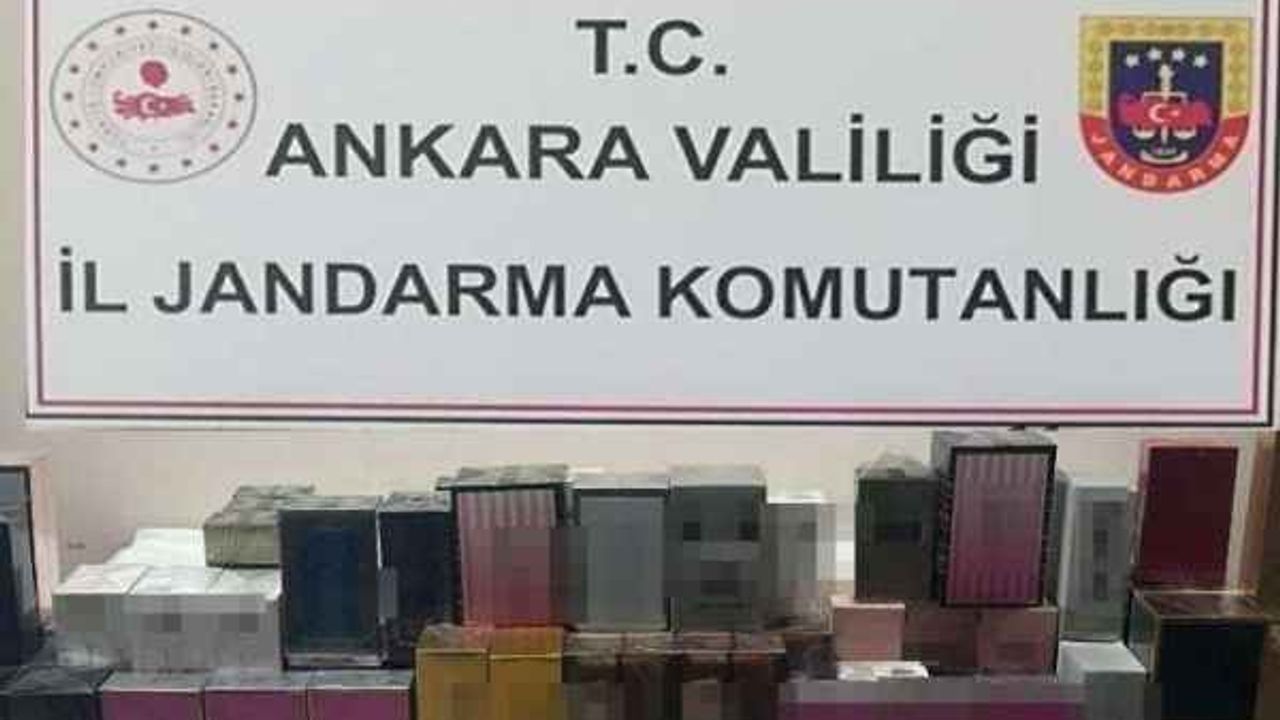 T.C.
ANKARA VALİLİĞİ
İL JANDARMA KOMUTANLIĞI
JANDARMA